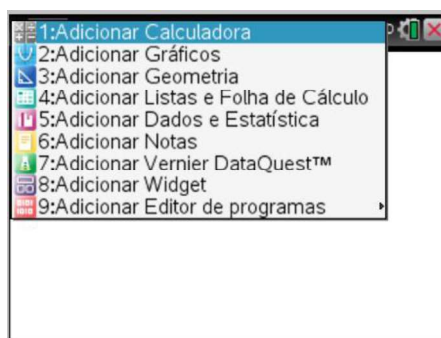 1:Adicionar Calculadora
2:Adicionar Gráficos
3:Adicionar Geometria
4:Adicionar Listas e Folha de Cálculo
5:Adicionar Dados e Estatística
6:Adicionar Notas
7:Adicionar Vernier DataQuest™
8:Adicionar Widget
9:Adicionar Editor de programas